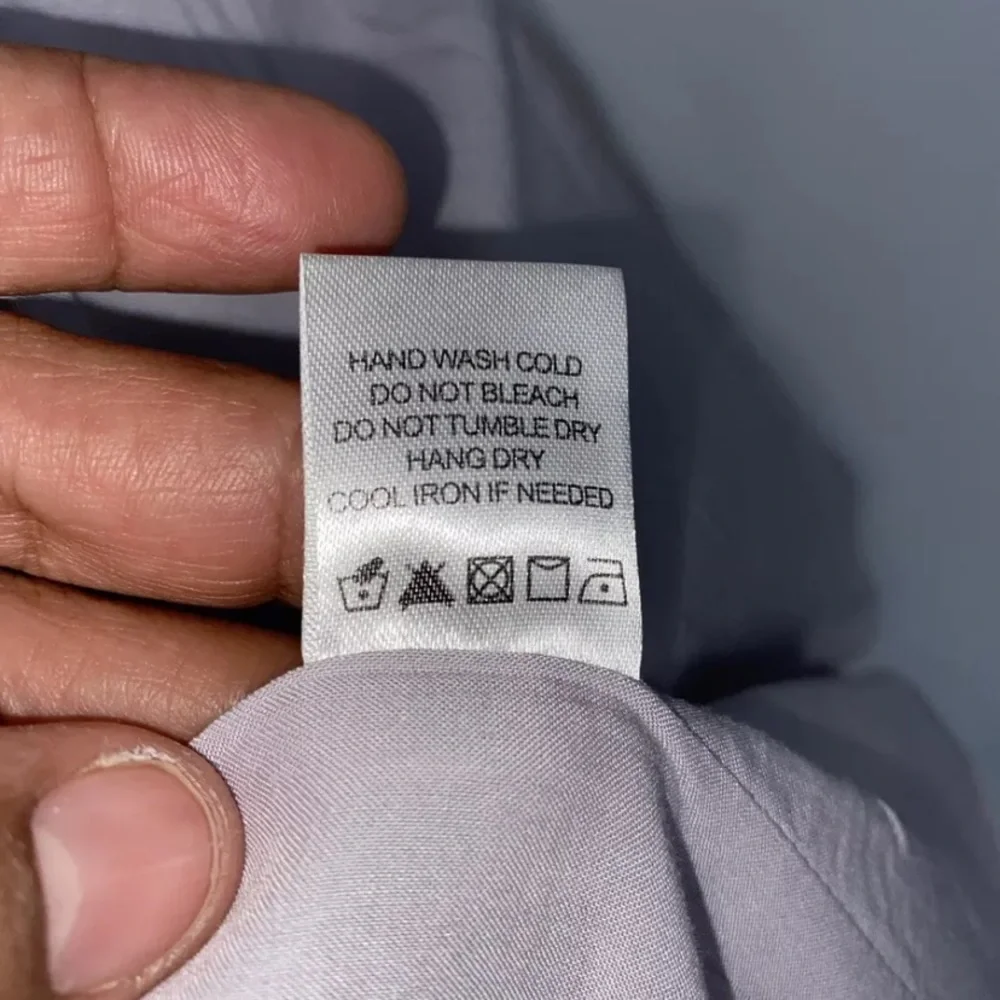 HAND WASH COLD
DO NOT BLEACH
DO NOT TUMBLE DRY
HANG DRY
COOL IRON IF NEEDED